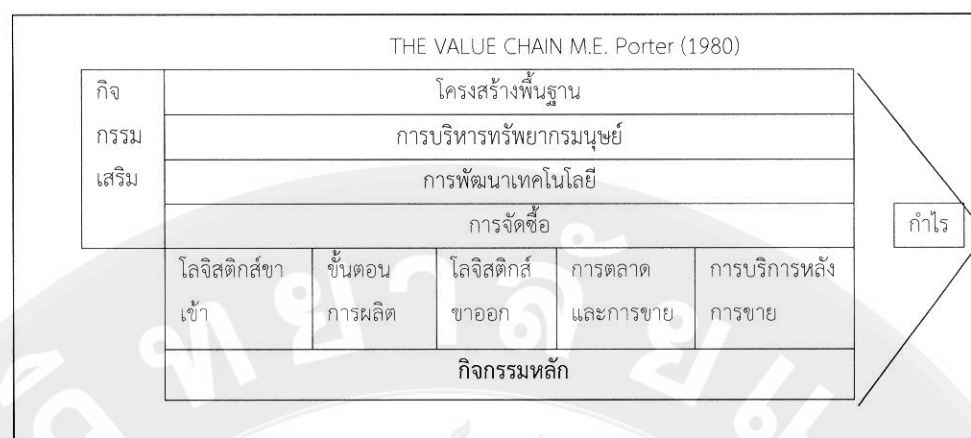 THE VALUE CHAIN M.E. Porter (1980)
กิจ
กรรม
เสริม
โครงสร้างพื้นฐาน
การบริหารทรัพยากรมนุษย์
การพัฒนาเทคโนโลยี
การจัดซื้อ
กำไร
โลจิสติกส์ขา
เข้า
ขั้นตอน
การผลิต
โลจิสติกส์
ขาออก
การตลาด
และการขาย
การบริการหลัง
การขาย
กิจกรรมหลัก